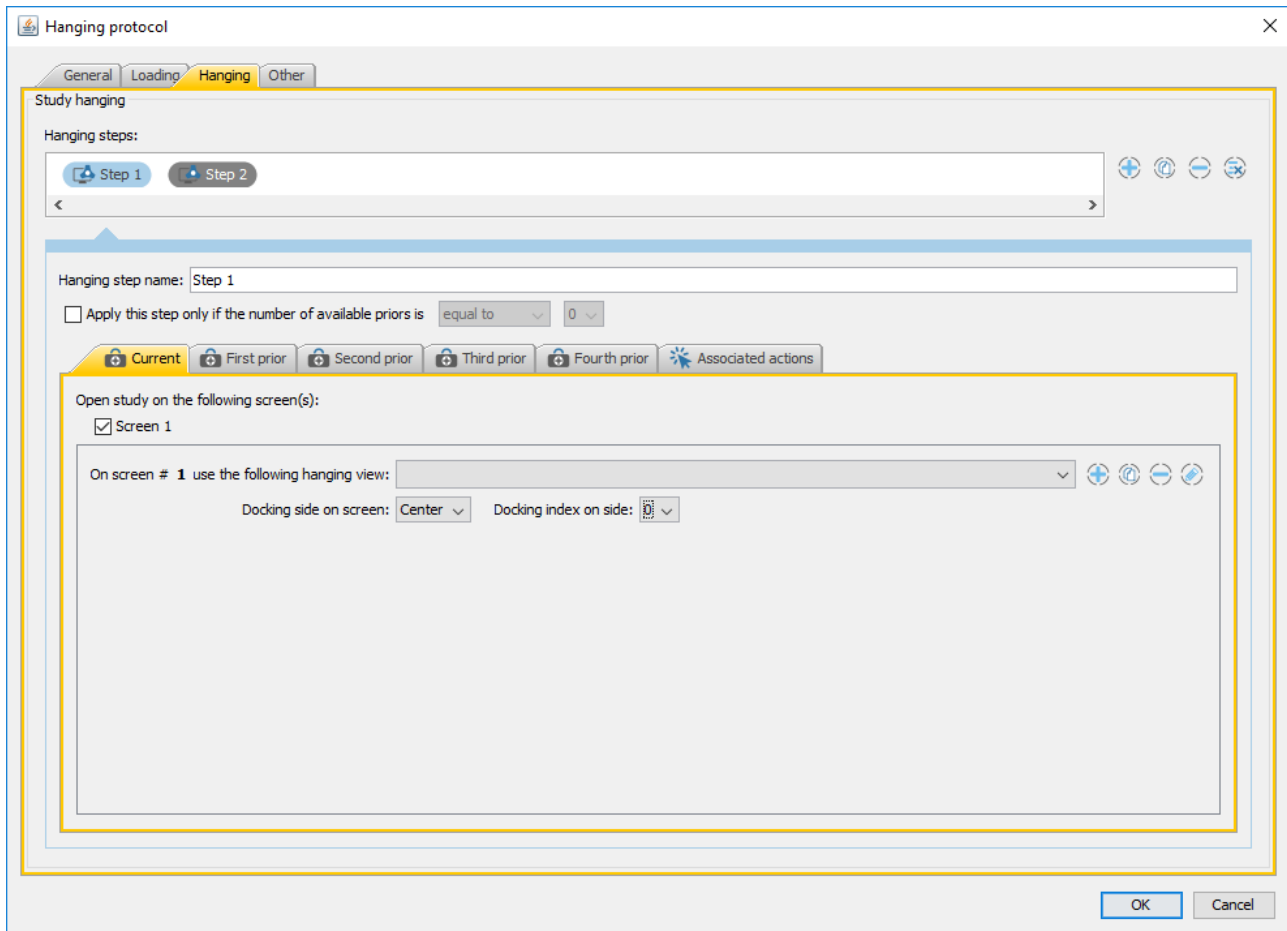 Hanging protocol
General Loading Hanging Other
Study hanging
Hanging steps:
Step 1 Step 2
Hanging step name: Step 1
Apply this step only if the number of available priors is equal to 0
Current First prior Second prior Third prior Fourth prior Associated actions
Open study on the following screen(s):
Screen 1
On screen # 1 use the following hanging view:
Docking side on screen: Center Docking index on side: 0
OK Cancel